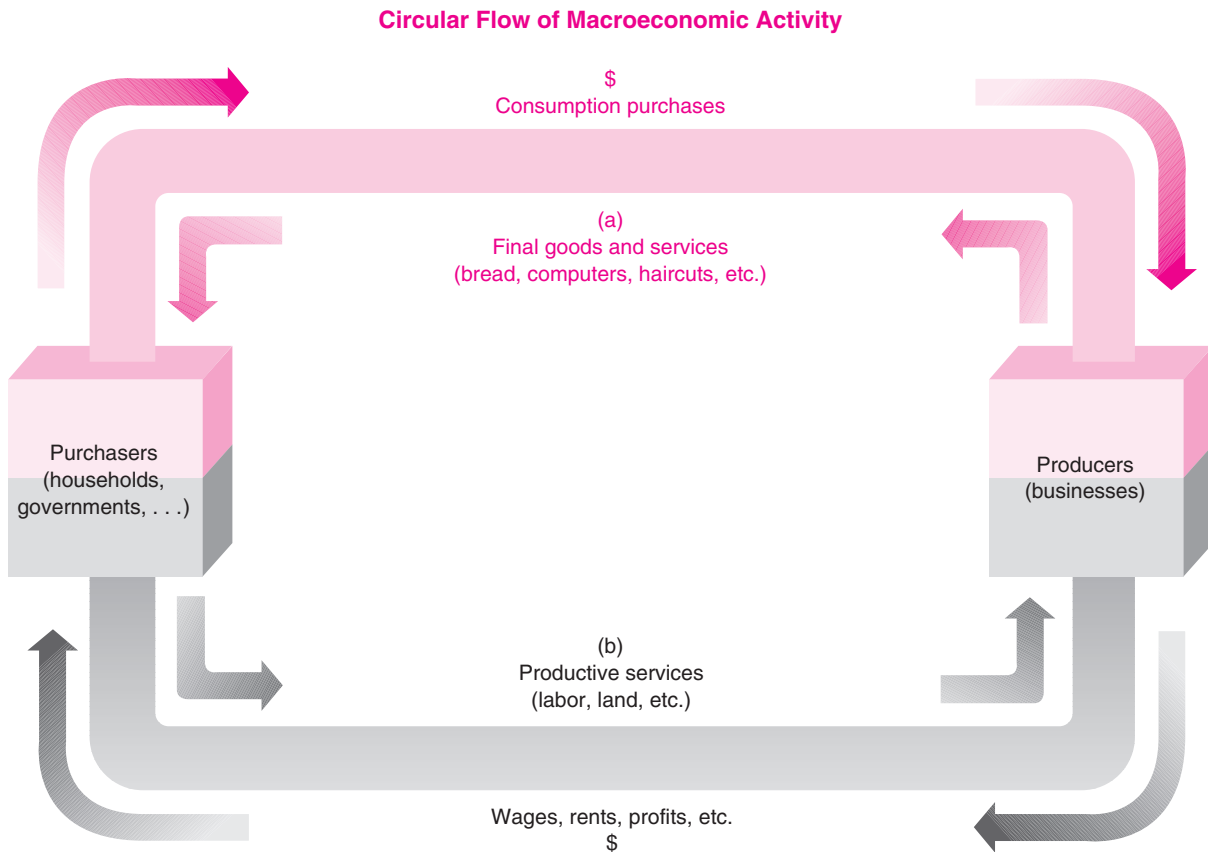 Circular Flow of Macroeconomic Activity
$
Consumption purchases
(a)
Final goods and services
(bread, computers, haircuts, etc.)
Purchasers
(households,
governments, . . .)
Producers
(businesses)
(b)
Productive services
(labor, land, etc.)
Wages, rents, profits, etc.
$